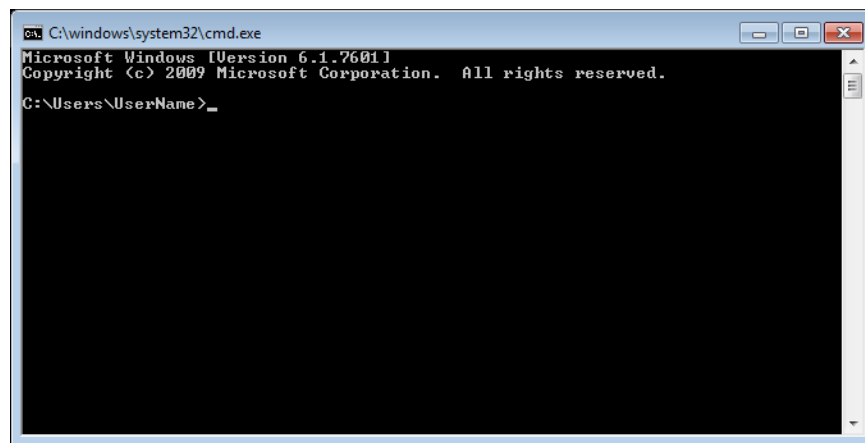 C:\windows\system32\cmd.exe
Microsoft Windows [Version 6.1.7601]
Copyright (c) 2009 Microsoft Corporation.  All rights reserved.
C:\Users\UserName>_